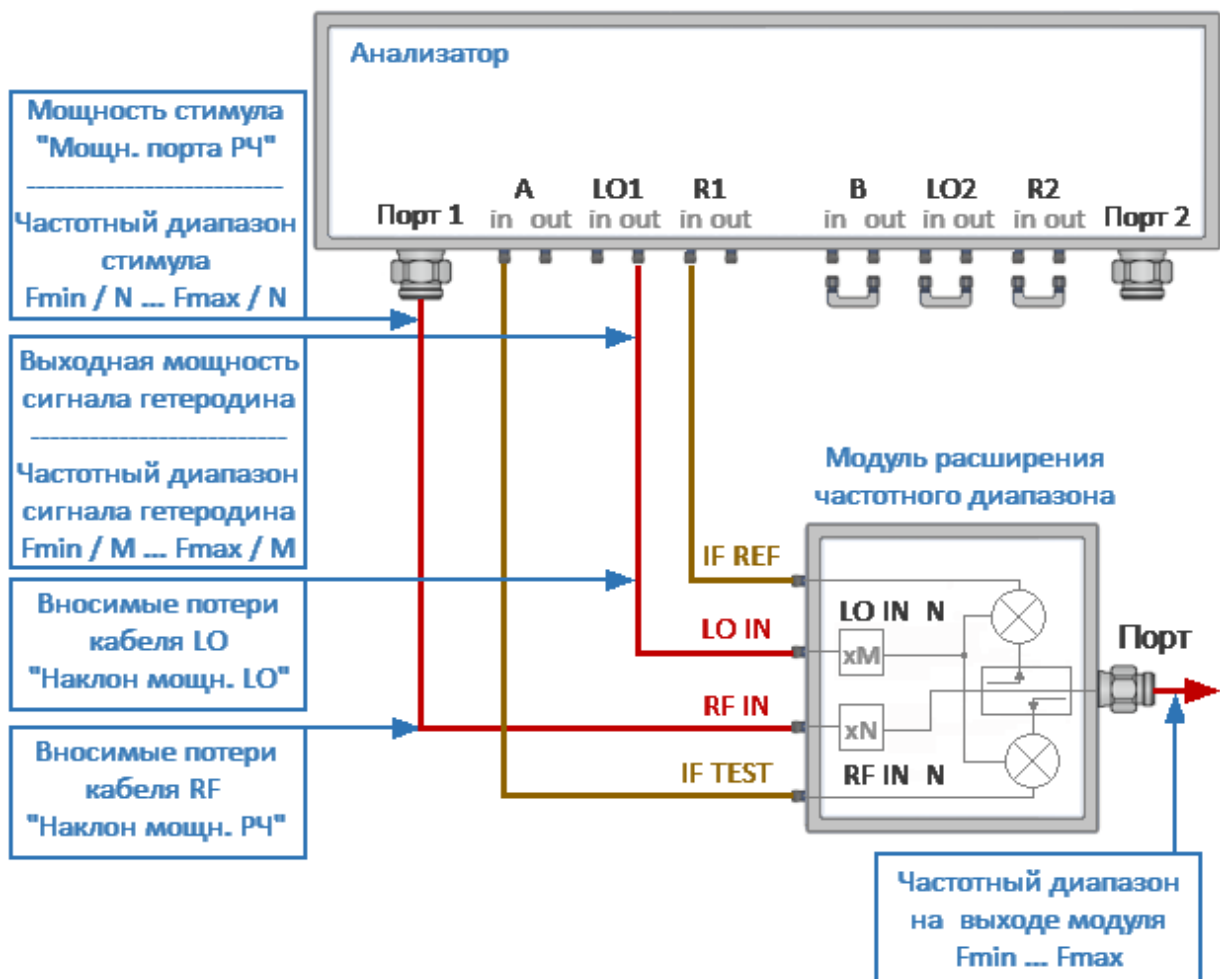 Анализатор
Мощность стимула
"Мощн. порта РЧ"
Частотный диапазон
стимула
Fmin / N ... Fmax / N
Выходная мощность
сигнала гетеродина
Частотный диапазон
сигнала гетеродина
Fmin / M ... Fmax / M
Вносимые потери
кабеля LO
"Наклон мощн. LO"
Вносимые потери
кабеля RF
"Наклон мощн. РЧ"
A LO1 R1 B LO2 R2
Порт 1 in out in out in out in out in out in out Порт 2
Модуль расширения
частотного диапазона
IF REF
LO IN
RF IN
IF TEST
LO IN N
xM
xN
RF IN N
Порт
Частотный диапазон
на выходе модуля
Fmin ... Fmax